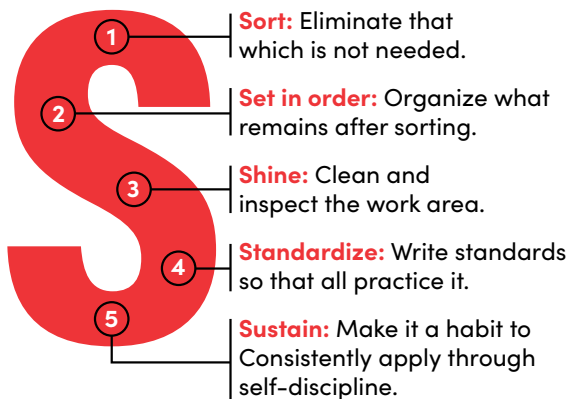 1
Sort: Eliminate that
which is not needed.
2
Set in order: Organize what
remains after sorting.
3
Shine: Clean and
inspect the work area.
4
Standardize: Write standards
so that all practice it.
5
Sustain: Make it a habit to
Consistently apply through
self-discipline.